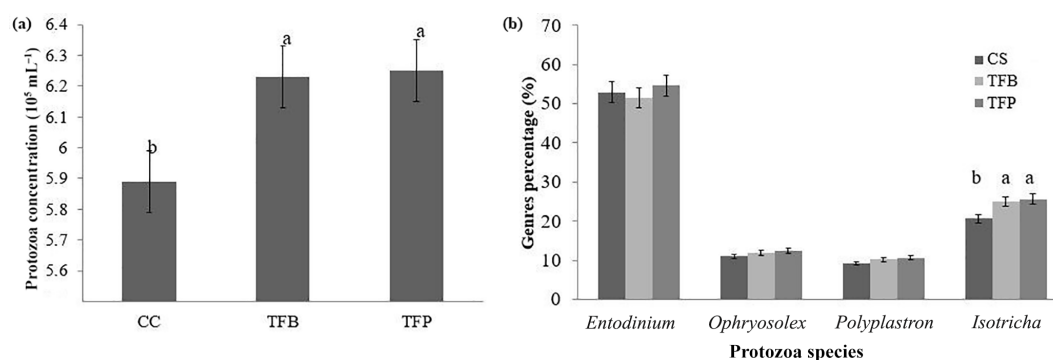 (a)
Protozoa concentration (10⁵ mL⁻¹)
6.4
6.3
6.2
6.1
6
5.9
5.8
5.7
5.6
b
a
a
CC TFB TFP
(b)
Genres percentage (%)
70
60
50
40
30
20
10
0
CS
TFB
TFP
b a a
Entodinium Ophryosolex Polyplastron Isotricha
Protozoa species